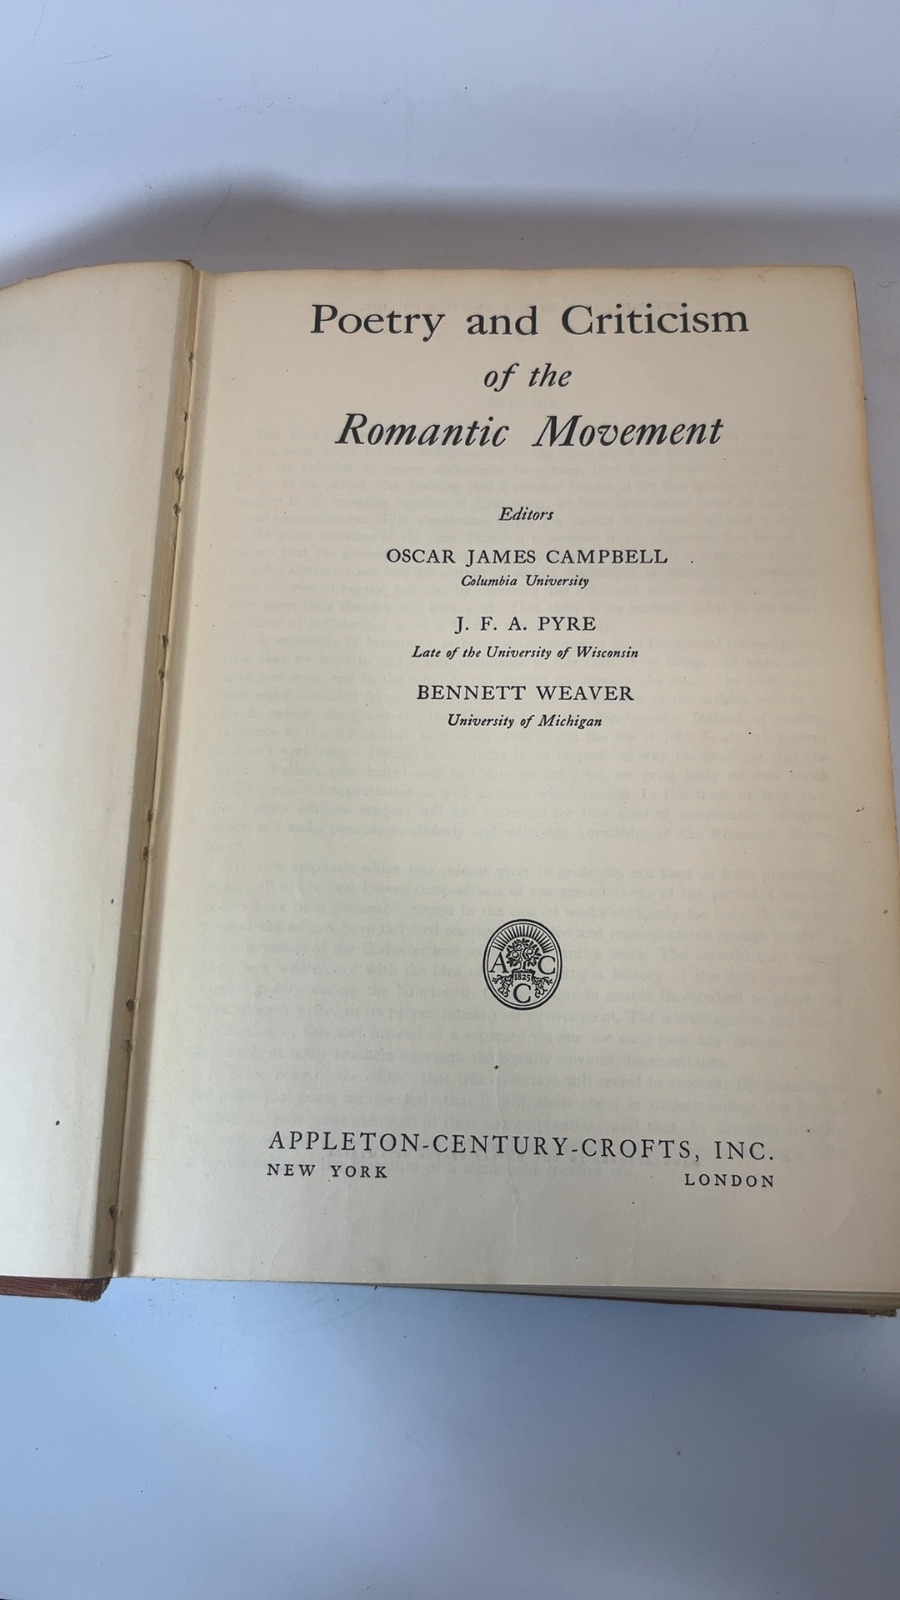 Poetry and Criticism
of the
Romantic Movement
Editors
OSCAR JAMES CAMPBELL
Columbia University
J. F. A. PYRE
Late of the University of Wisconsin
BENNETT WEAVER
University of Michigan
A C
1825
C
APPLETON-CENTURY-CROFTS, INC.
NEW YORK LONDON